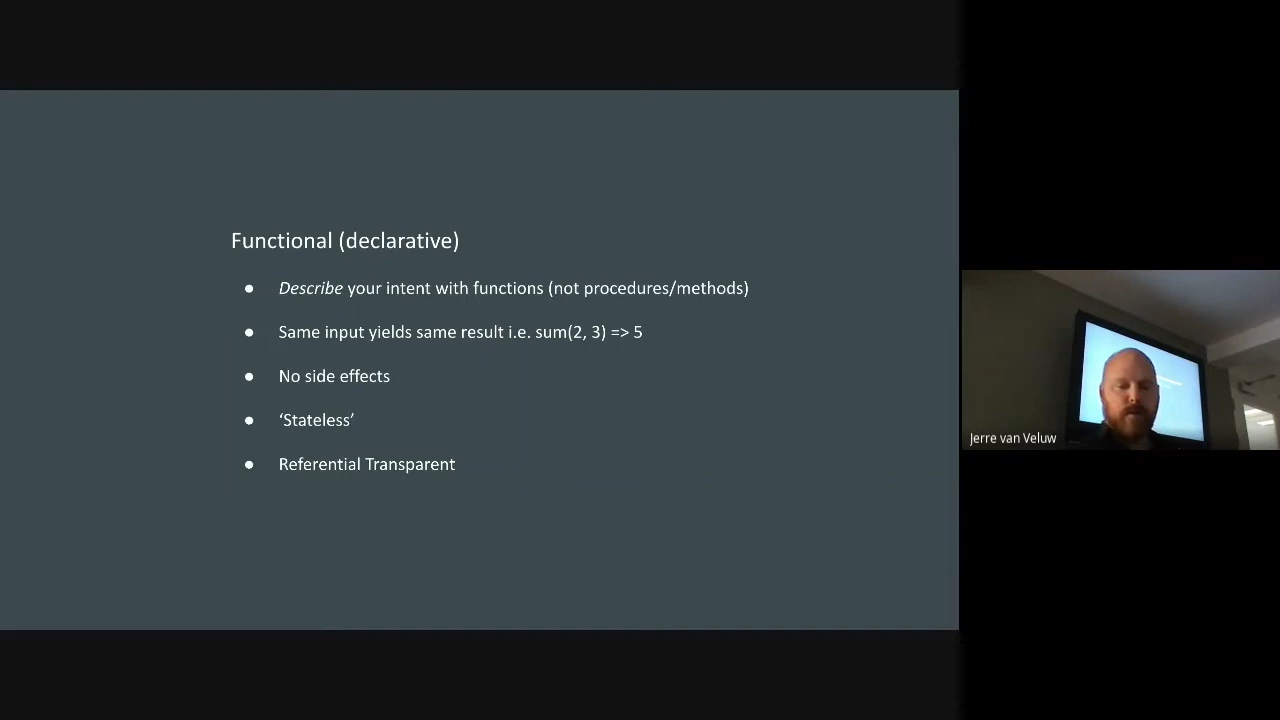 Functional (declarative)
● Describe your intent with functions (not procedures/methods)
● Same input yields same result i.e. sum(2, 3) => 5
● No side effects
● ‘Stateless’
● Referential Transparent
Jerre van Veluw